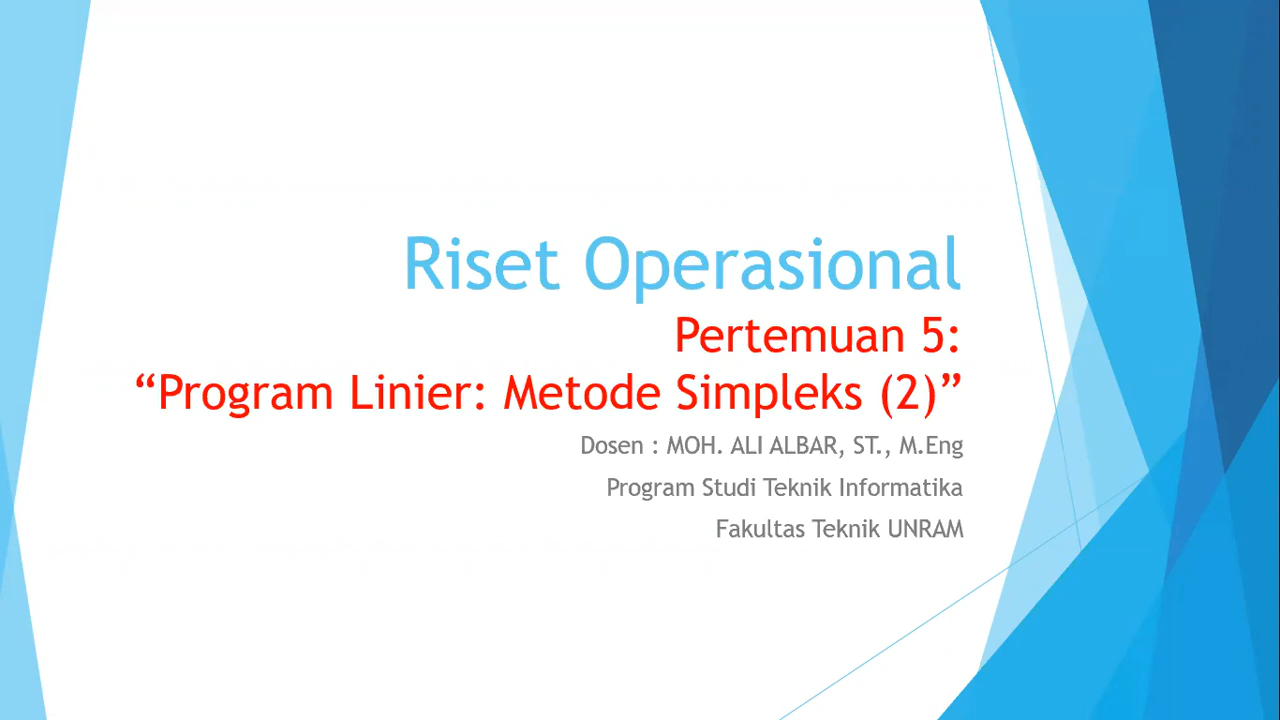 Riset Operasional
Pertemuan 5:
“Program Linier: Metode Simpleks (2)”
Dosen : MOH. ALI ALBAR, ST., M.Eng
Program Studi Teknik Informatika
Fakultas Teknik UNRAM